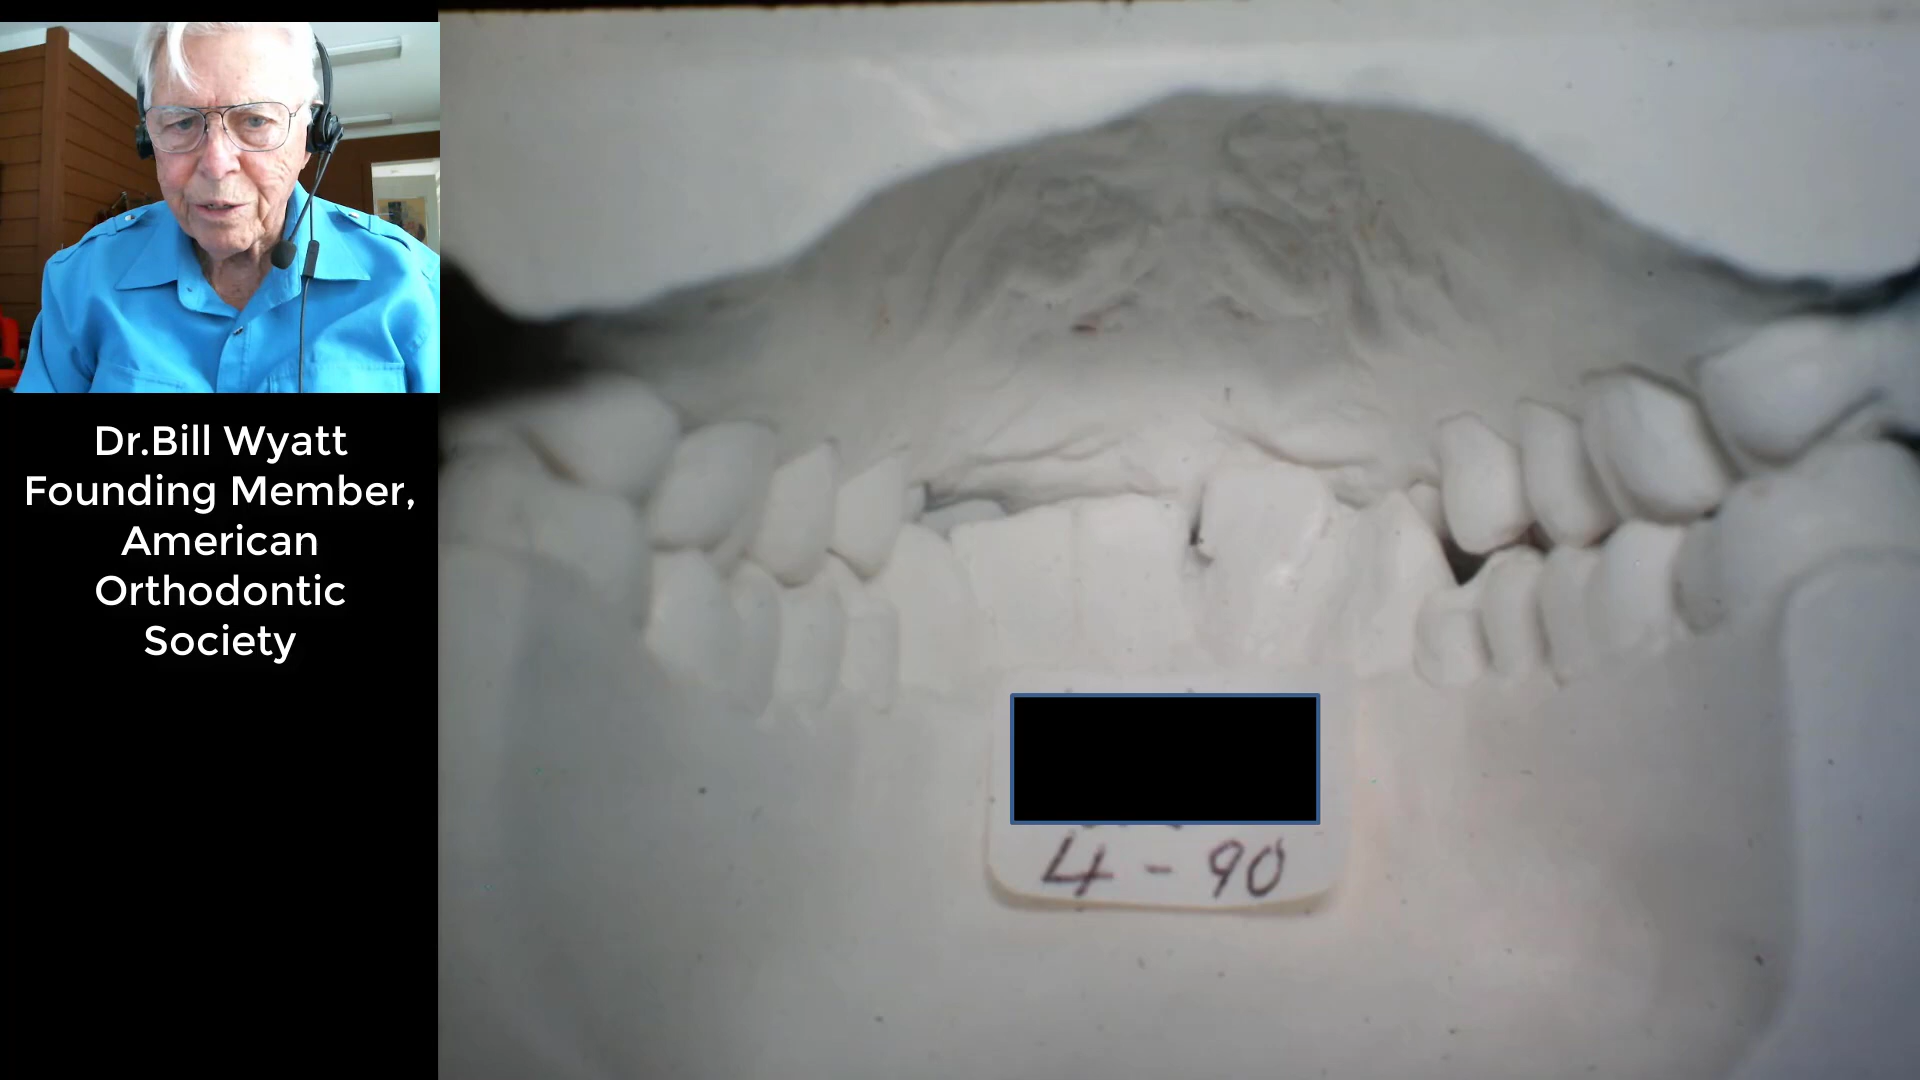 Dr.Bill Wyatt
Founding Member,
American
Orthodontic
Society
4 - 90